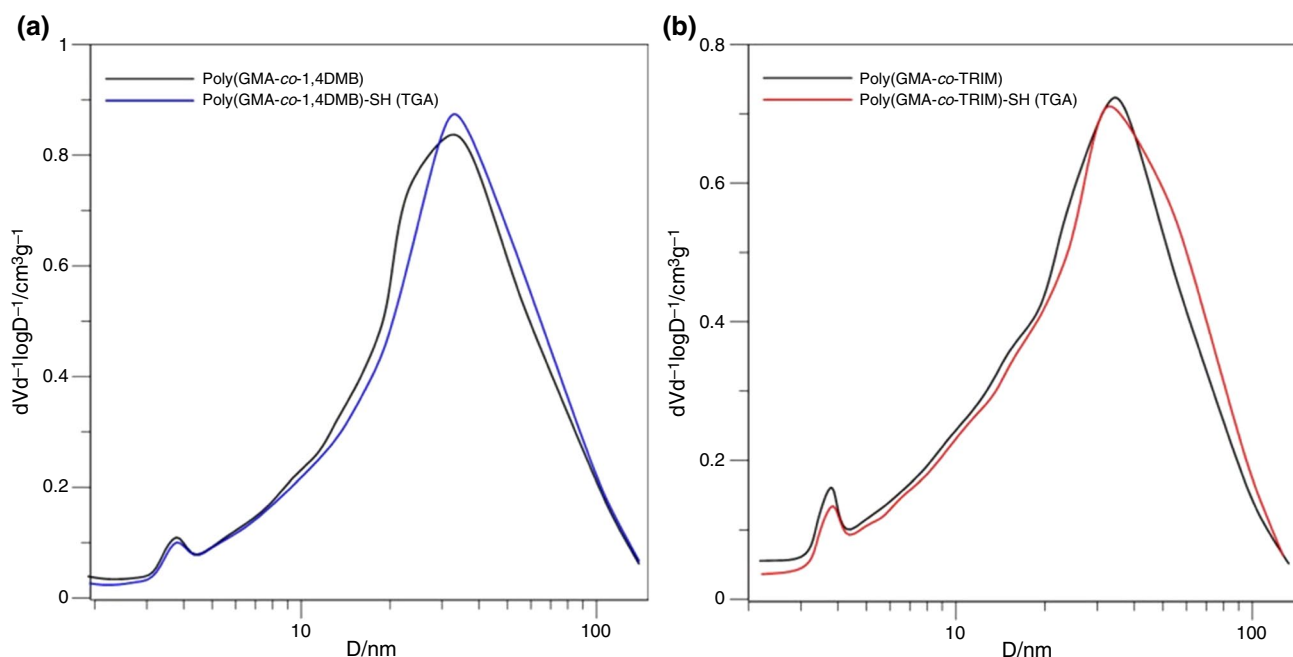 (a)
1
Poly(GMA-co-1,4DMB)
Poly(GMA-co-1,4DMB)-SH (TGA)
0.8
0.6
0.4
0.2
0
dVd⁻¹logD⁻¹/cm³g⁻¹
10
100
D/nm
(b)
0.8
Poly(GMA-co-TRIM)
Poly(GMA-co-TRIM)-SH (TGA)
0.6
0.4
0.2
0
dVd⁻¹logD⁻¹/cm³g⁻¹
10
100
D/nm